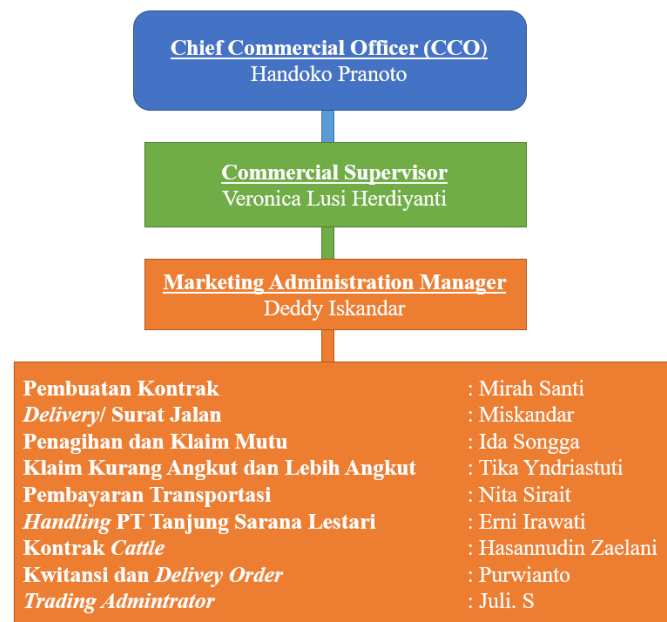 Chief Commercial Officer (CCO)
Handoko Pranoto
Commercial Supervisor
Veronica Lusi Herdiyanti
Marketing Administration Manager
Deddy Iskandar
Pembuatan Kontrak : Mirah Santi
Delivery/ Surat Jalan : Miskandar
Penagihan dan Klaim Mutu : Ida Songga
Klaim Kurang Angkut dan Lebih Angkut : Tika Yndriastuti
Pembayaran Transportasi : Nita Sirait
Handling PT Tanjung Sarana Lestari : Erni Irawati
Kontrak Cattle : Hasannudin Zaelani
Kwitansi dan Delivey Order : Purwianto
Trading Admintrator : Juli. S